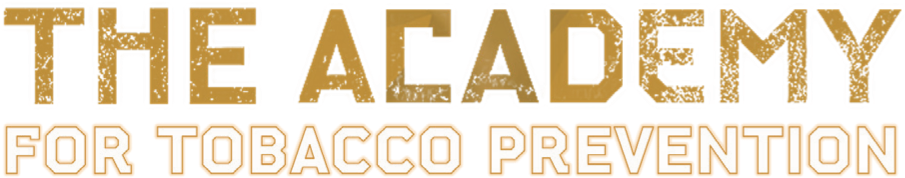 THE ACADEMY
FOR TOBACCO PREVENTION